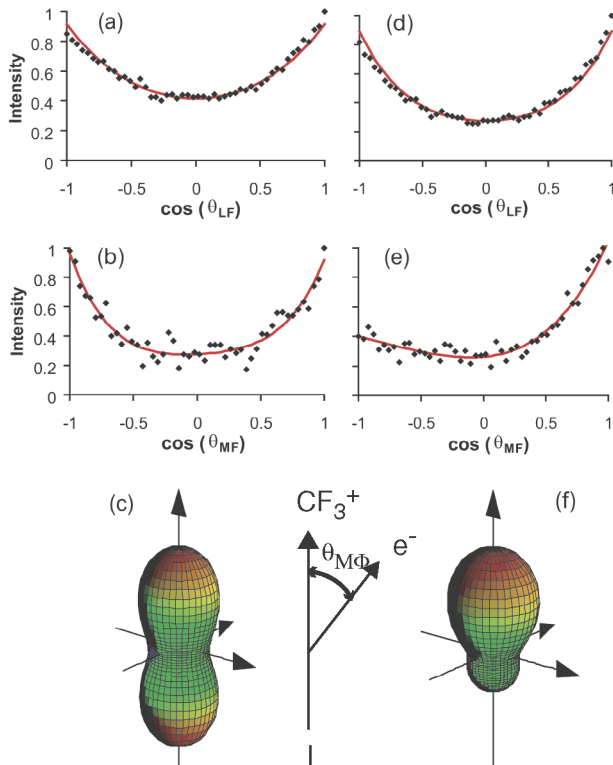 (a)
(d)
Intensity
1
0.8
0.6
0.4
0.2
0
-1 -0.5 0 0.5 1
cos (θLF)
-1 -0.5 0 0.5 1
cos (θLF)
(b)
(e)
Intensity
1
0.8
0.6
0.4
0.2
0
-1 -0.5 0 0.5 1
cos (θMF)
-1 -0.5 0 0.5 1
cos (θMF)
(c)
CF3+
(f)
θMΦ
e-
I